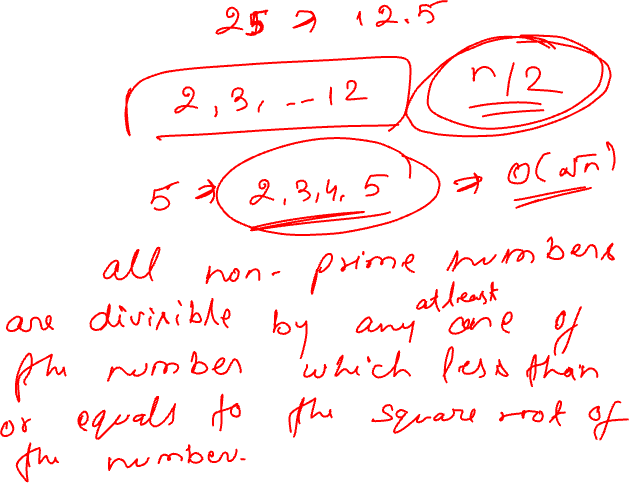 25 → 12.5
2, 3, -- 12 n/2
5 → 2, 3, 4, 5 → O(√n)
all non-prime numbers
are divisible by any atleast one of
the number which less than
or equals to the square root of
the number.